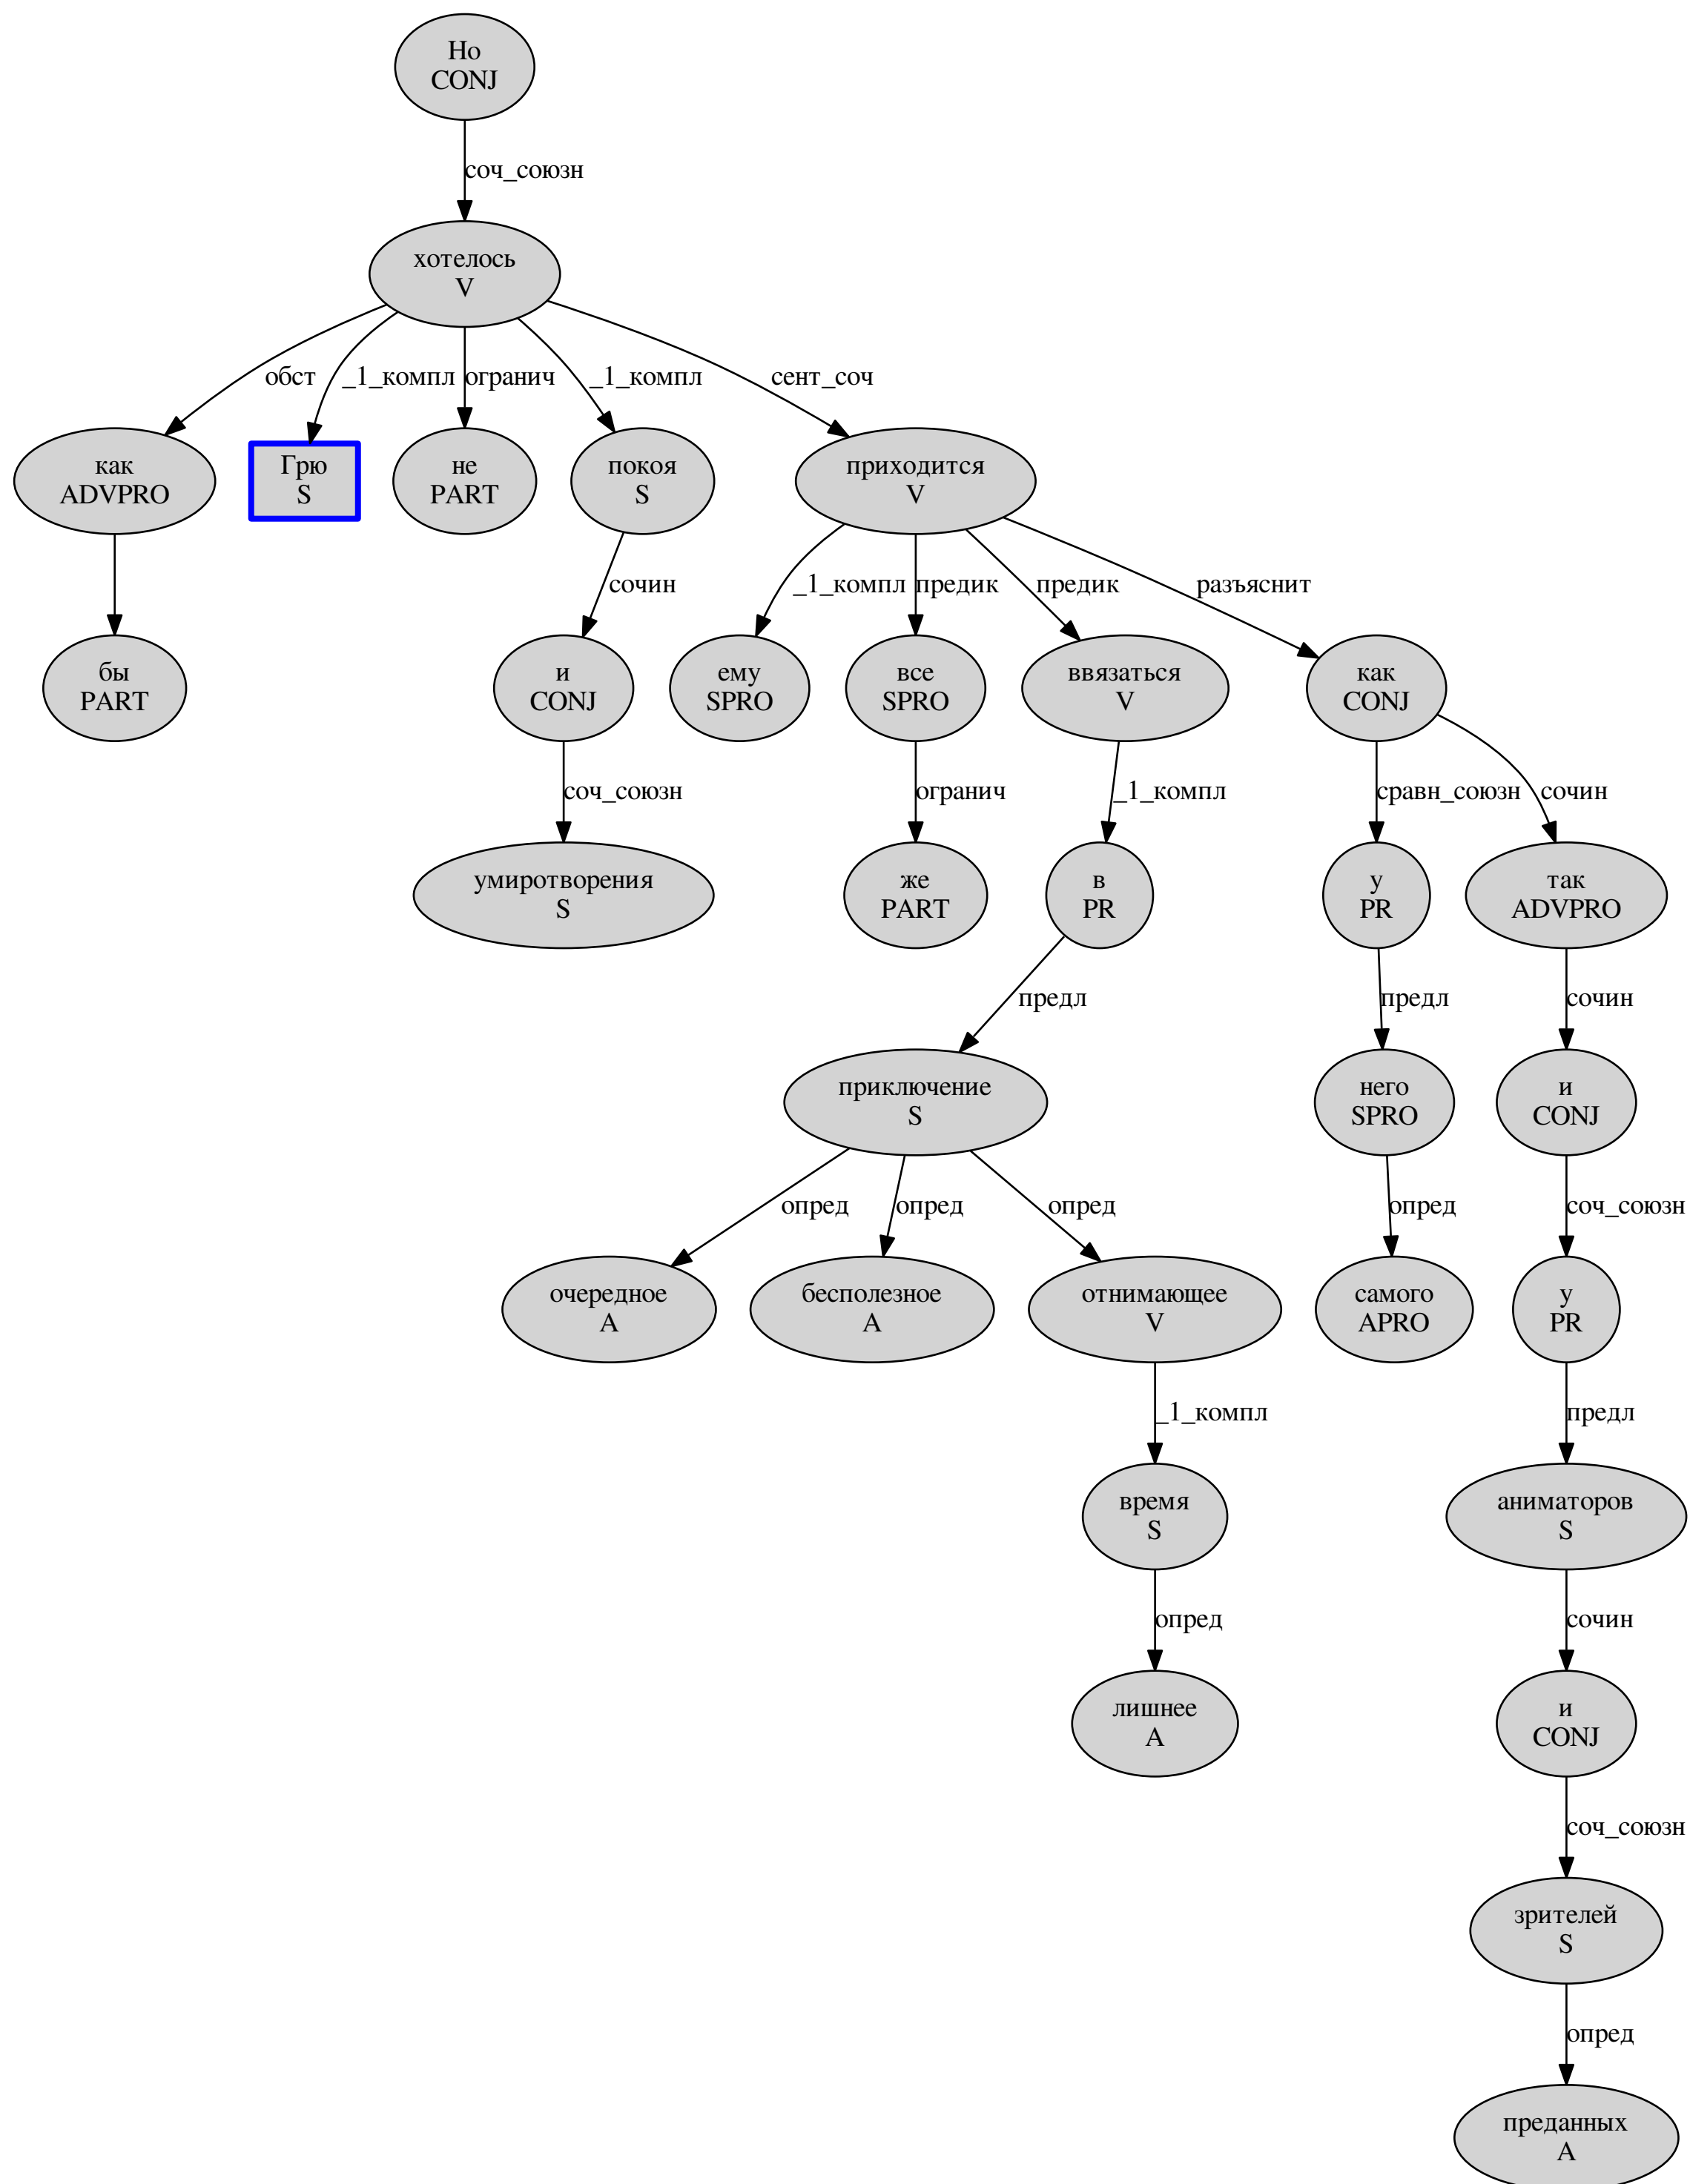 Но
CONJ
соч_союзн
хотелось
V
обст
_1_компл
огранич
_1_компл
сент_соч
как
ADVPRO
Грю
S
не
PART
покоя
S
приходится
V
сочин
_1_компл
предик
предик
разъяснит
бы
PART
и
CONJ
ему
SPRO
все
SPRO
ввязаться
V
как
CONJ
соч_союзн
огранич
_1_компл
сравн_союзн
сочин
умиротворения
S
же
PART
в
PR
у
PR
так
ADVPRO
предл
предл
сочин
приключение
S
него
SPRO
и
CONJ
опред
опред
опред
опред
соч_союзн
очередное
A
бесполезное
A
отнимающее
V
самого
APRO
у
PR
_1_компл
предл
время
S
аниматоров
S
опред
сочин
лишнее
A
и
CONJ
соч_союзн
зрителей
S
опред
преданных
A